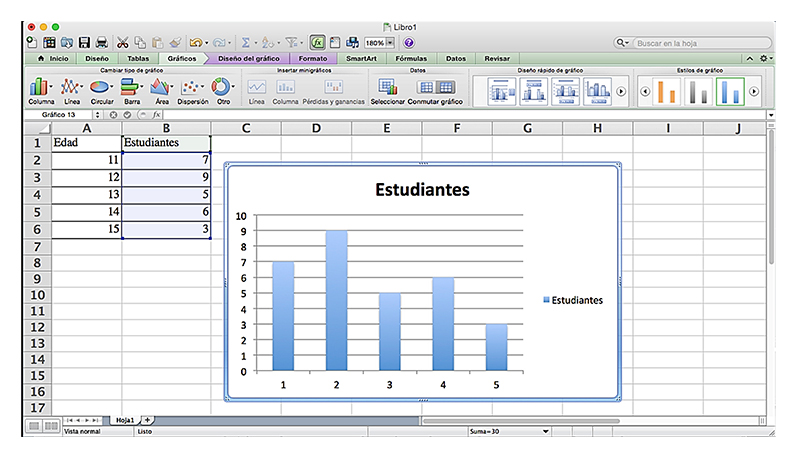 Libro1
180%
Buscar en la hoja
Inicio Diseño Tablas Gráficos Diseño del gráfico Formato SmartArt Fórmulas Datos Revisar
Cambiar tipo de gráfico Insertar minigráficos Datos Diseño rápido de gráfico Estilos de gráfico
Columna Línea Circular Barra Área Dispersión Otro Línea Columna Pérdidas y ganancias Seleccionar Conmutar gráfico
Gráfico 13 fx
A B C D E F G H I J
1 Edad Estudiantes
2 11 7
3 12 9
4 13 5
5 14 6
6 15 3
7
8
9
10
11
12
13
14
15
16
17
Estudiantes
10
9
8
7
6
5
4
3
2
1
0
1 2 3 4 5
Estudiantes
Hoja1
Vista normal Listo Suma=30